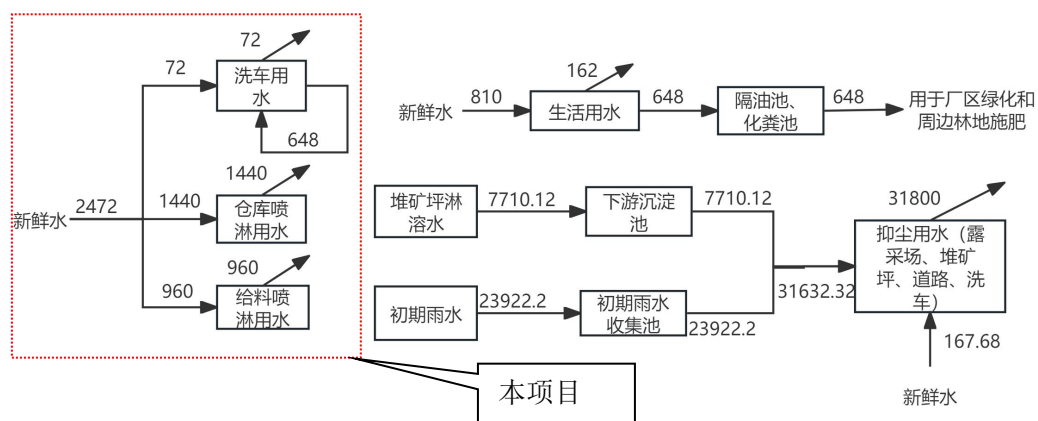 72
72
洗车用
水
648
新鲜水
2472
1440
1440
仓库喷
淋用水
960
960
给料喷
淋用水
本项目
新鲜水
810
162
生活用水
648
隔油池、
化粪池
648
用于厂区绿化和
周边林地施肥
堆矿坪淋
溶水
7710.12
下游沉淀
池
7710.12
初期雨水
23922.2
初期雨水
收集池
23922.2
31632.32
31800
抑尘用水（露
采场、堆矿
坪、道路、洗
车）
167.68
新鲜水